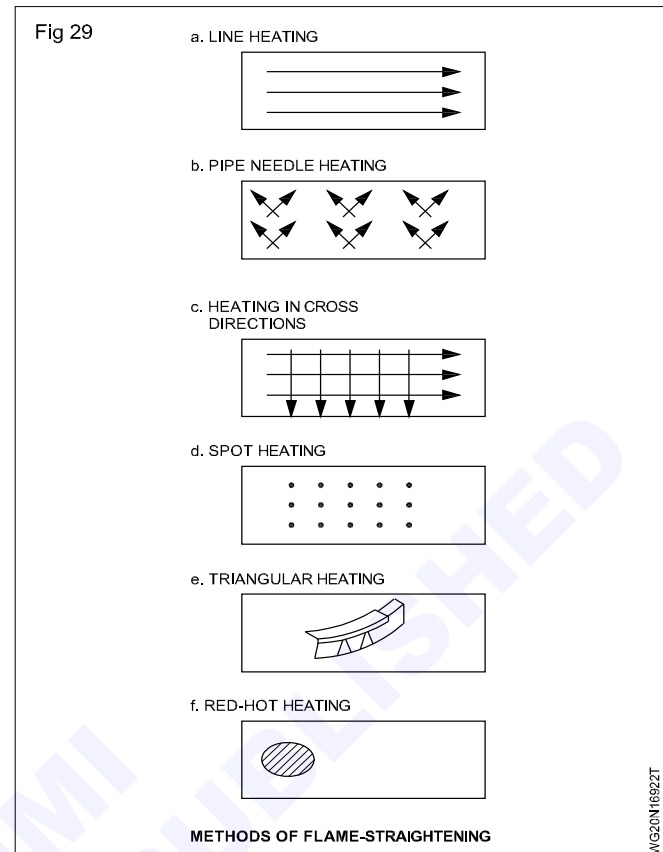 Fig 29
a. LINE HEATING
b. PIPE NEEDLE HEATING
c. HEATING IN CROSS
DIRECTIONS
d. SPOT HEATING
e. TRIANGULAR HEATING
f. RED-HOT HEATING
METHODS OF FLAME-STRAIGHTENING
WG20N16922T